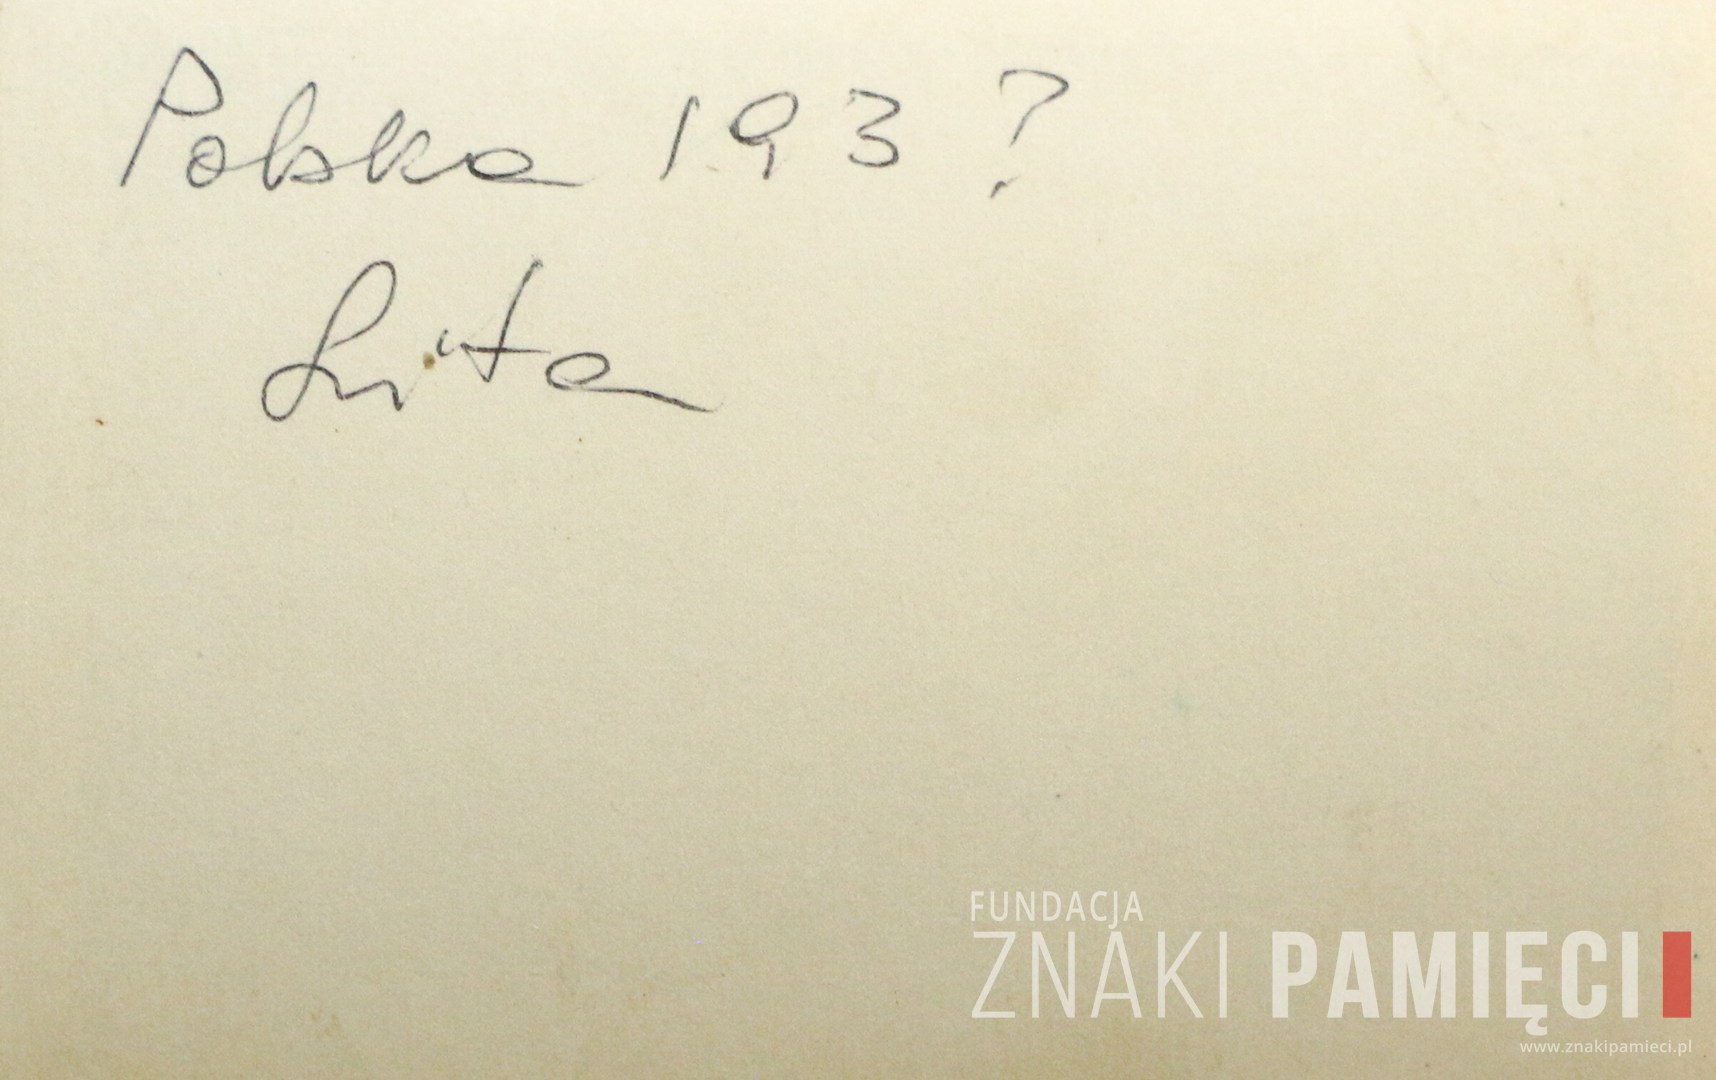 Polska 193?
Lita
FUNDACJA
ZNAKI PAMIĘCI
www.znakipamieci.pl